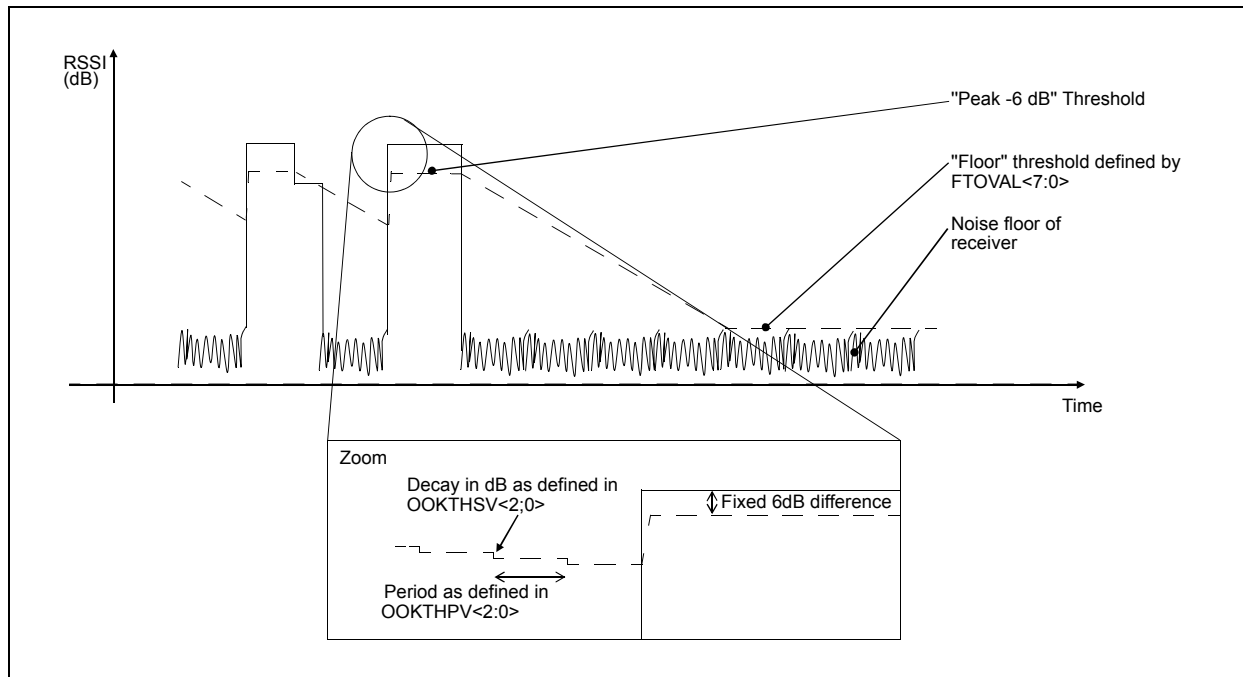 RSSI
(dB)
"Peak -6 dB" Threshold
"Floor" threshold defined by
FTOVAL<7:0>
Noise floor of
receiver
Time
Zoom
Decay in dB as defined in
OOKTHSV<2;0>
Fixed 6dB difference
Period as defined in
OOKTHPV<2:0>